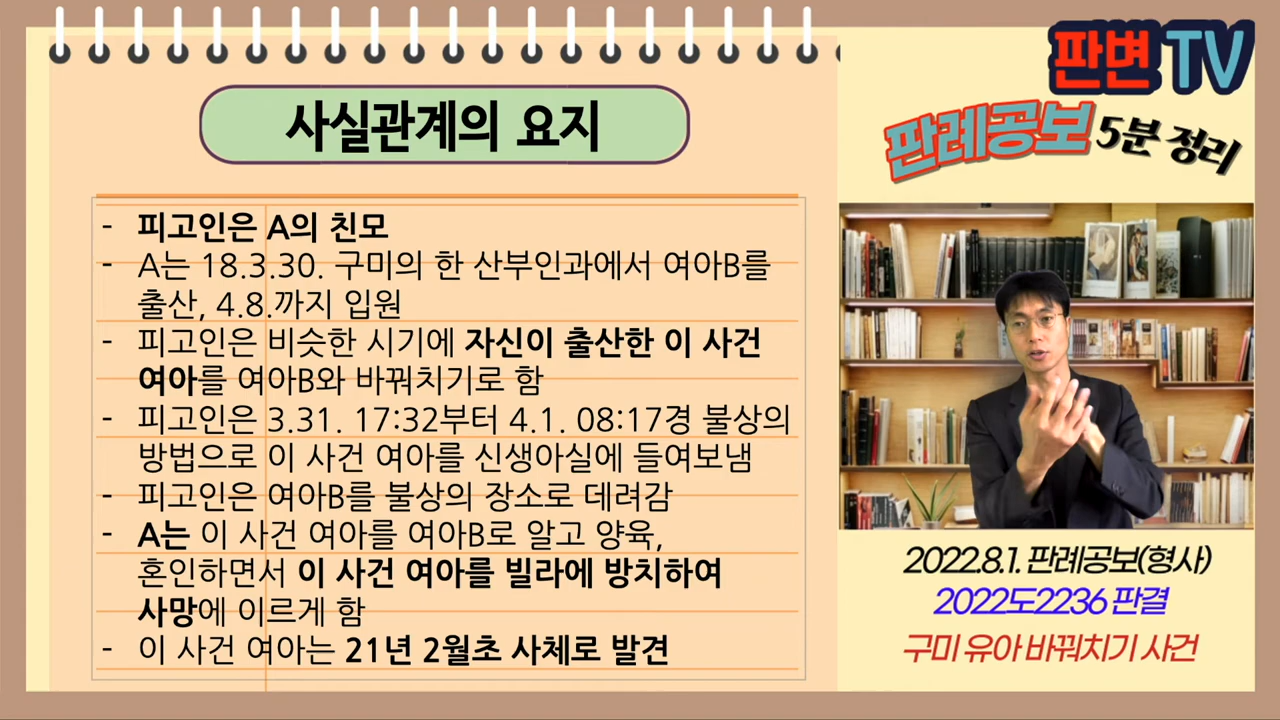 사실관계의 요지
- 피고인은 A의 친모
- A는 18.3.30. 구미의 한 산부인과에서 여아B를
출산, 4.8.까지 입원
- 피고인은 비슷한 시기에 자신이 출산한 이 사건
여아를 여아B와 바꿔치기로 함
- 피고인은 3.31. 17:32부터 4.1. 08:17경 불상의
방법으로 이 사건 여아를 신생아실에 들여보냄
- 피고인은 여아B를 불상의 장소로 데려감
- A는 이 사건 여아를 여아B로 알고 양육,
혼인하면서 이 사건 여아를 빌라에 방치하여
사망에 이르게 함
- 이 사건 여아는 21년 2월초 사체로 발견
판변 TV
판례공보 5분 정리
2022.8.1. 판례공보(형사)
2022도2236 판결
구미 유아 바꿔치기 사건